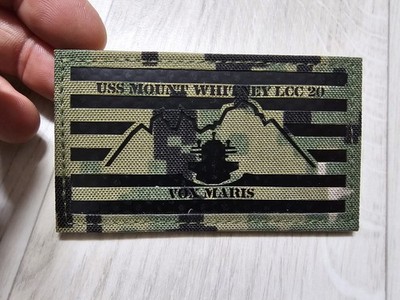 USS MOUNT WHITNEY LCC 20
VOX MARIS